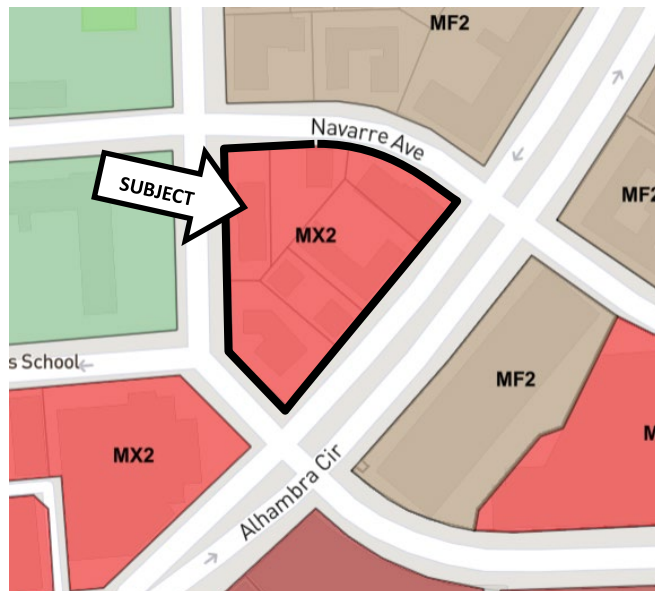 MF2
Navarre Ave
SUBJECT
MX2
MF2
s School
MF2
MX2
M
Alhambra Cir